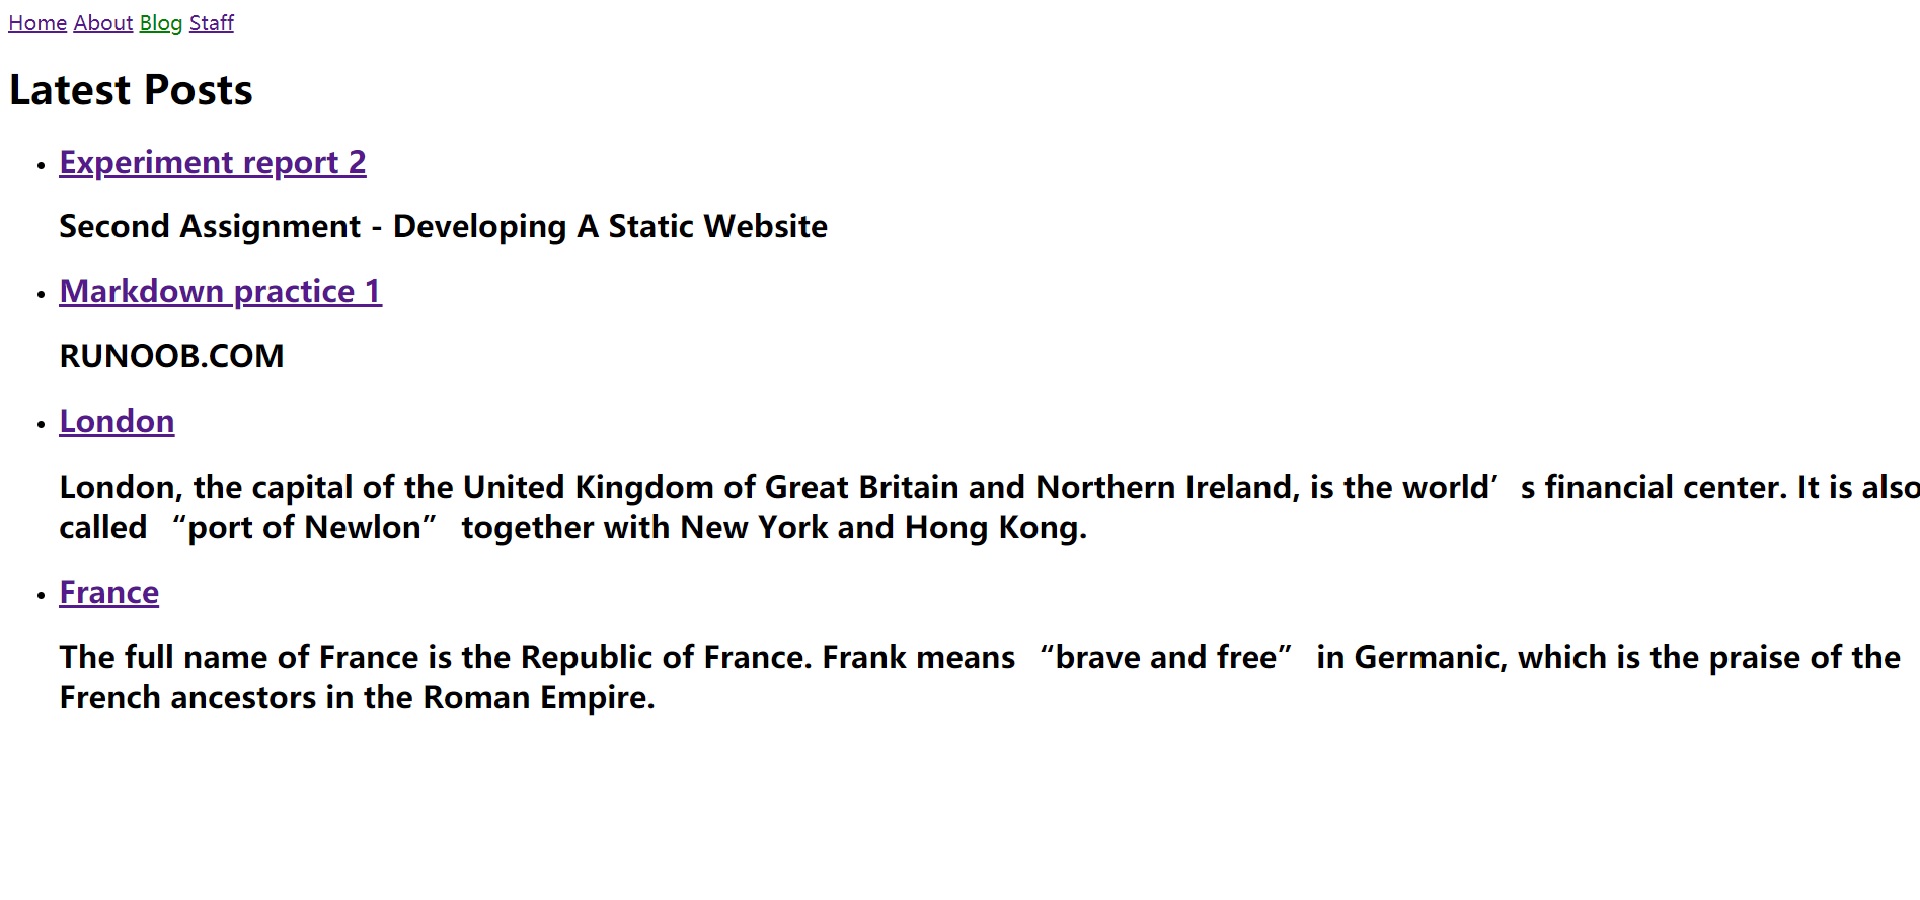 Home About Blog Staff
Latest Posts
Experiment report 2
Second Assignment - Developing A Static Website
Markdown practice 1
RUNOOB.COM
London
London, the capital of the United Kingdom of Great Britain and Northern Ireland, is the world’s financial center. It is also
called “port of Newlon” together with New York and Hong Kong.
France
The full name of France is the Republic of France. Frank means “brave and free” in Germanic, which is the praise of the
French ancestors in the Roman Empire.